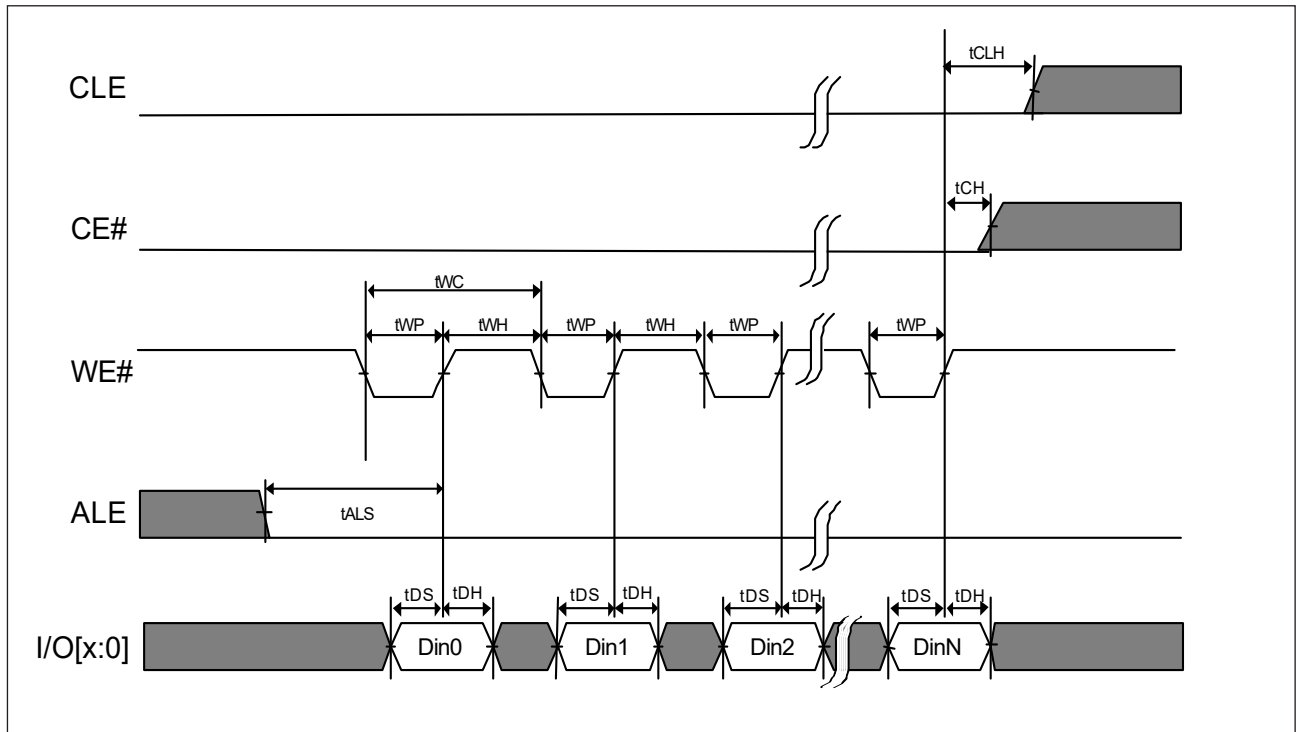 tCLH
CLE
tCH
CE#
tWC
tWP tWH tWP tWH tWP tWP
WE#
ALE
tALS
tDS tDH tDS tDH tDS tDH tDS tDH
I/O[x:0] Din0 Din1 Din2 DinN